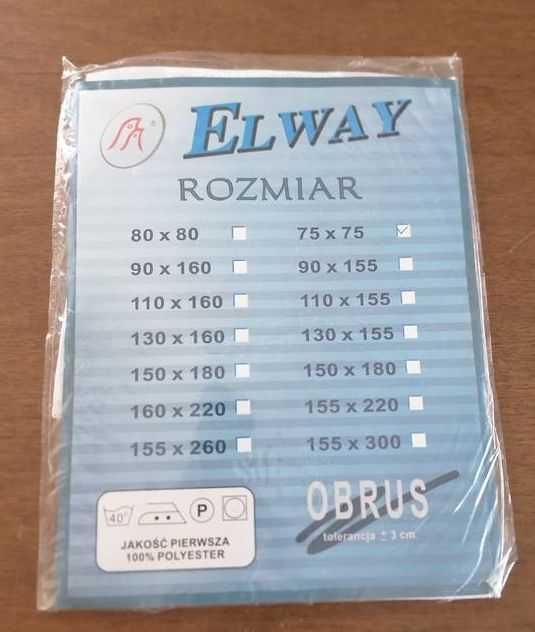 ELWAY
ROZMIAR
80 x 80 75 x 75
90 x 160 90 x 155
110 x 160 110 x 155
130 x 160 130 x 155
150 x 180 150 x 180
160 x 220 155 x 220
155 x 260 155 x 300
OBRUS
tolerancja ± 3 cm
40° P
JAKOŚĆ PIERWSZA
100% POLYESTER